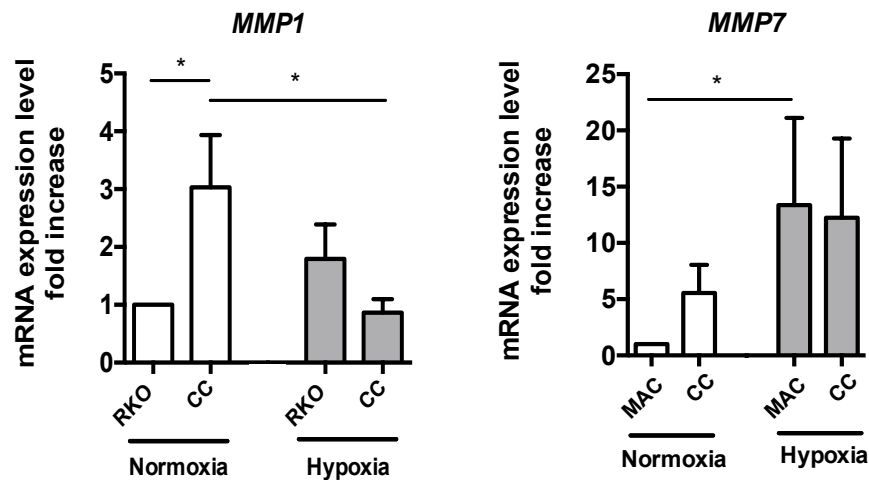 MMP1
mRNA expression level
fold increase
5
4
3
2
1
0
*
*
RKO
CC
RKO
CC
Normoxia
Hypoxia
MMP7
mRNA expression level
fold increase
25
20
15
10
5
0
*
MAC
CC
MAC
CC
Normoxia
Hypoxia